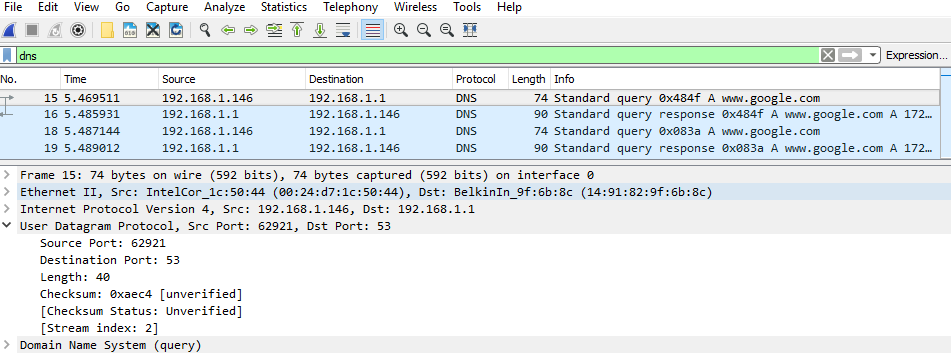 File Edit View Go Capture Analyze Statistics Telephony Wireless Tools Help
dns Expression...
No. Time Source Destination Protocol Length Info
15 5.469511 192.168.1.146 192.168.1.1 DNS 74 Standard query 0x484f A www.google.com
16 5.485931 192.168.1.1 192.168.1.146 DNS 90 Standard query response 0x484f A www.google.com A 172…
18 5.487144 192.168.1.146 192.168.1.1 DNS 74 Standard query 0x083a A www.google.com
19 5.489012 192.168.1.1 192.168.1.146 DNS 90 Standard query response 0x083a A www.google.com A 172…
Frame 15: 74 bytes on wire (592 bits), 74 bytes captured (592 bits) on interface 0
Ethernet II, Src: IntelCor_1c:50:44 (00:24:d7:1c:50:44), Dst: BelkinIn_9f:6b:8c (14:91:82:9f:6b:8c)
Internet Protocol Version 4, Src: 192.168.1.146, Dst: 192.168.1.1
User Datagram Protocol, Src Port: 62921, Dst Port: 53
Source Port: 62921
Destination Port: 53
Length: 40
Checksum: 0xaec4 [unverified]
[Checksum Status: Unverified]
[Stream index: 2]
Domain Name System (query)